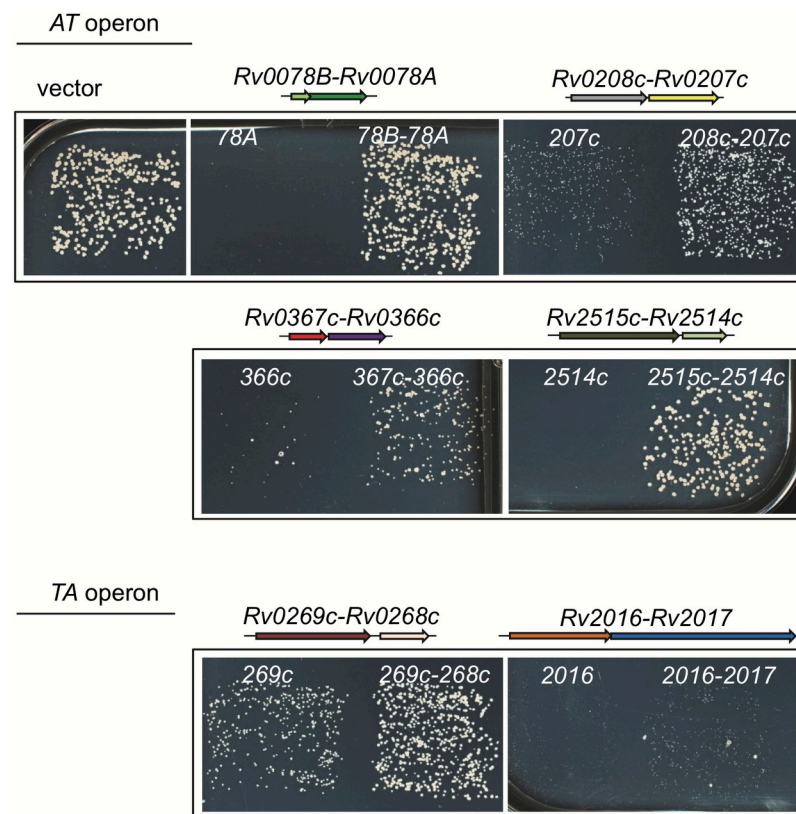 AT operon
vector
Rv0078B-Rv0078A
Rv0208c-Rv0207c
78A
78B-78A
207c
208c-207c
Rv0367c-Rv0366c
Rv2515c-Rv2514c
366c
367c-366c
2514c
2515c-2514c
TA operon
Rv0269c-Rv0268c
Rv2016-Rv2017
269c
269c-268c
2016
2016-2017